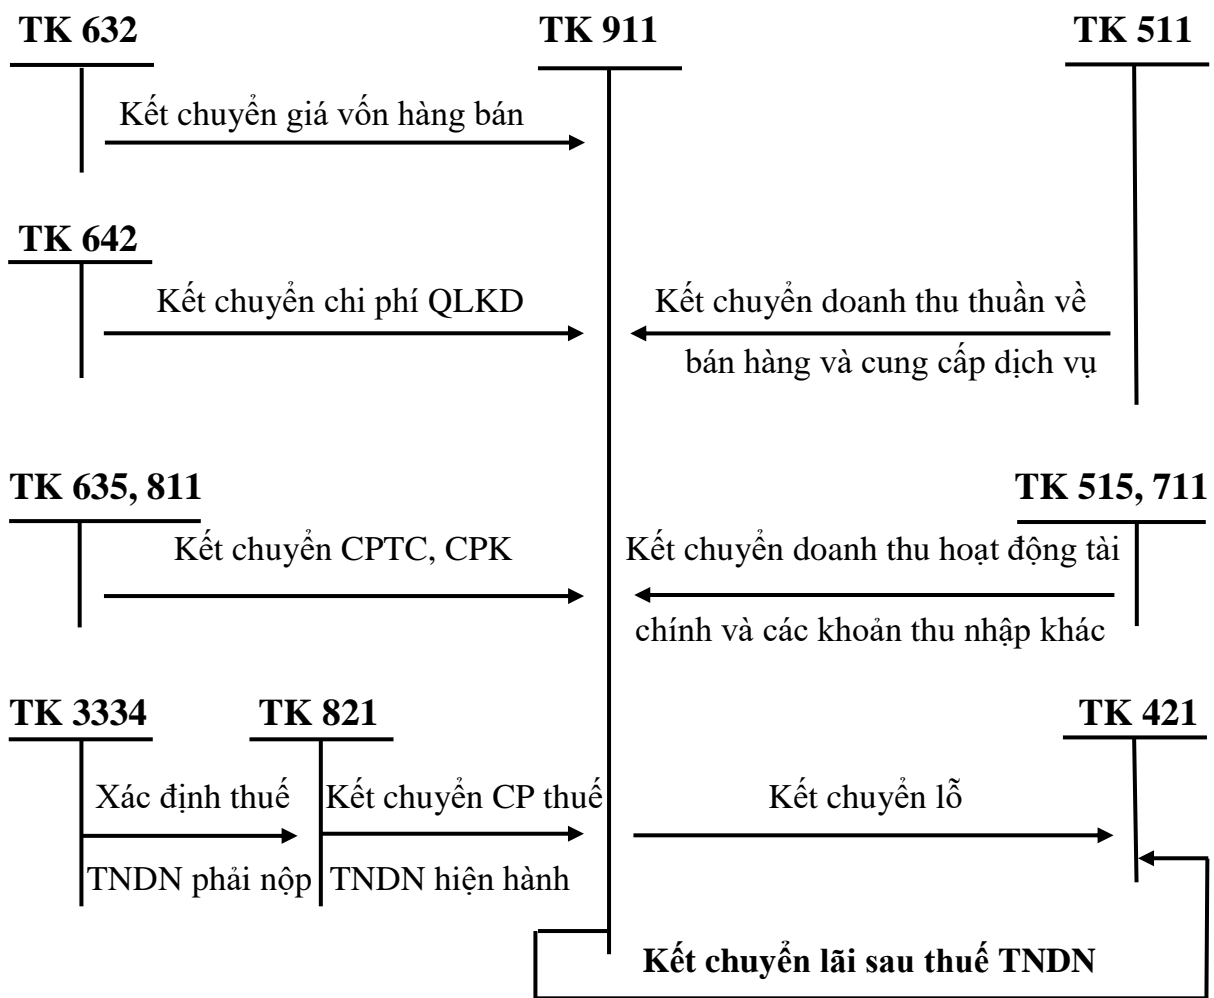 TK 632
TK 911
TK 511
Kết chuyển giá vốn hàng bán
TK 642
Kết chuyển chi phí QLKD
Kết chuyển doanh thu thuần về
bán hàng và cung cấp dịch vụ
TK 635, 811
TK 515, 711
Kết chuyển CPTC, CPK
Kết chuyển doanh thu hoạt động tài
chính và các khoản thu nhập khác
TK 3334
TK 821
TK 421
Xác định thuế
TNDN phải nộp
Kết chuyển CP thuế
TNDN hiện hành
Kết chuyển lỗ
Kết chuyển lãi sau thuế TNDN